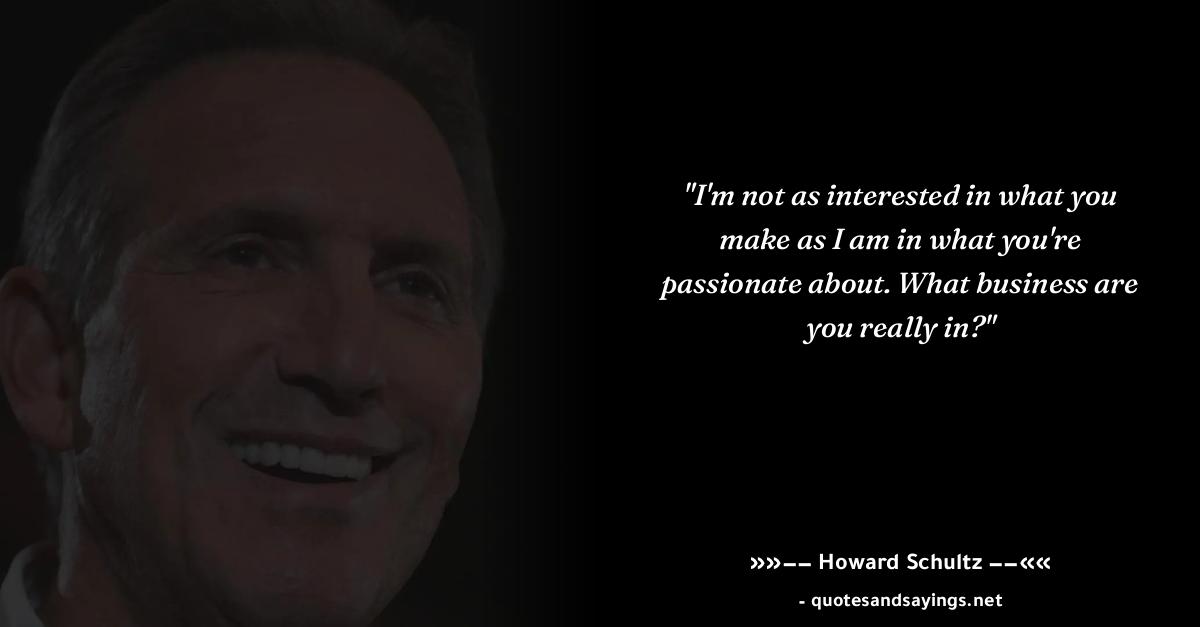 "I'm not as interested in what you
make as I am in what you're
passionate about. What business are
you really in?"
»»–– Howard Schultz ––««
- quotesandsayings.net